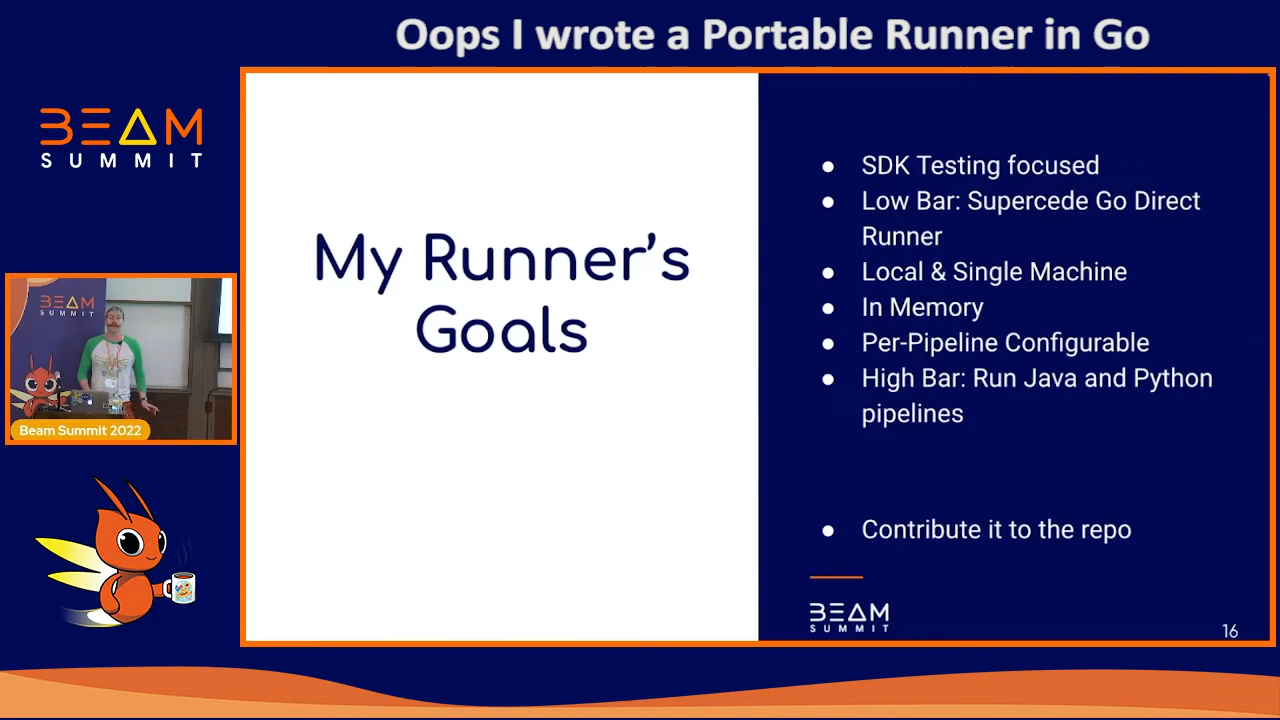 Oops I wrote a Portable Runner in Go
BEAM
SUMMIT
BEAM
SUMMIT
Beam Summit 2022
My Runner's
Goals
● SDK Testing focused
● Low Bar: Supercede Go Direct
Runner
● Local & Single Machine
● In Memory
● Per-Pipeline Configurable
● High Bar: Run Java and Python
pipelines
● Contribute it to the repo
BEAM
SUMMIT
16